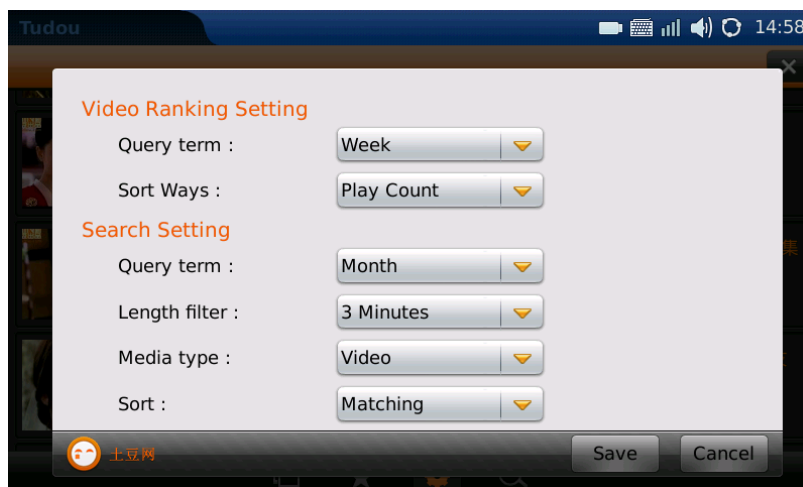 Tudou
14:58
Video Ranking Setting
Query term : Week
Sort Ways : Play Count
Search Setting
Query term : Month
Length filter : 3 Minutes
Media type : Video
Sort : Matching
集
土豆网
Save Cancel